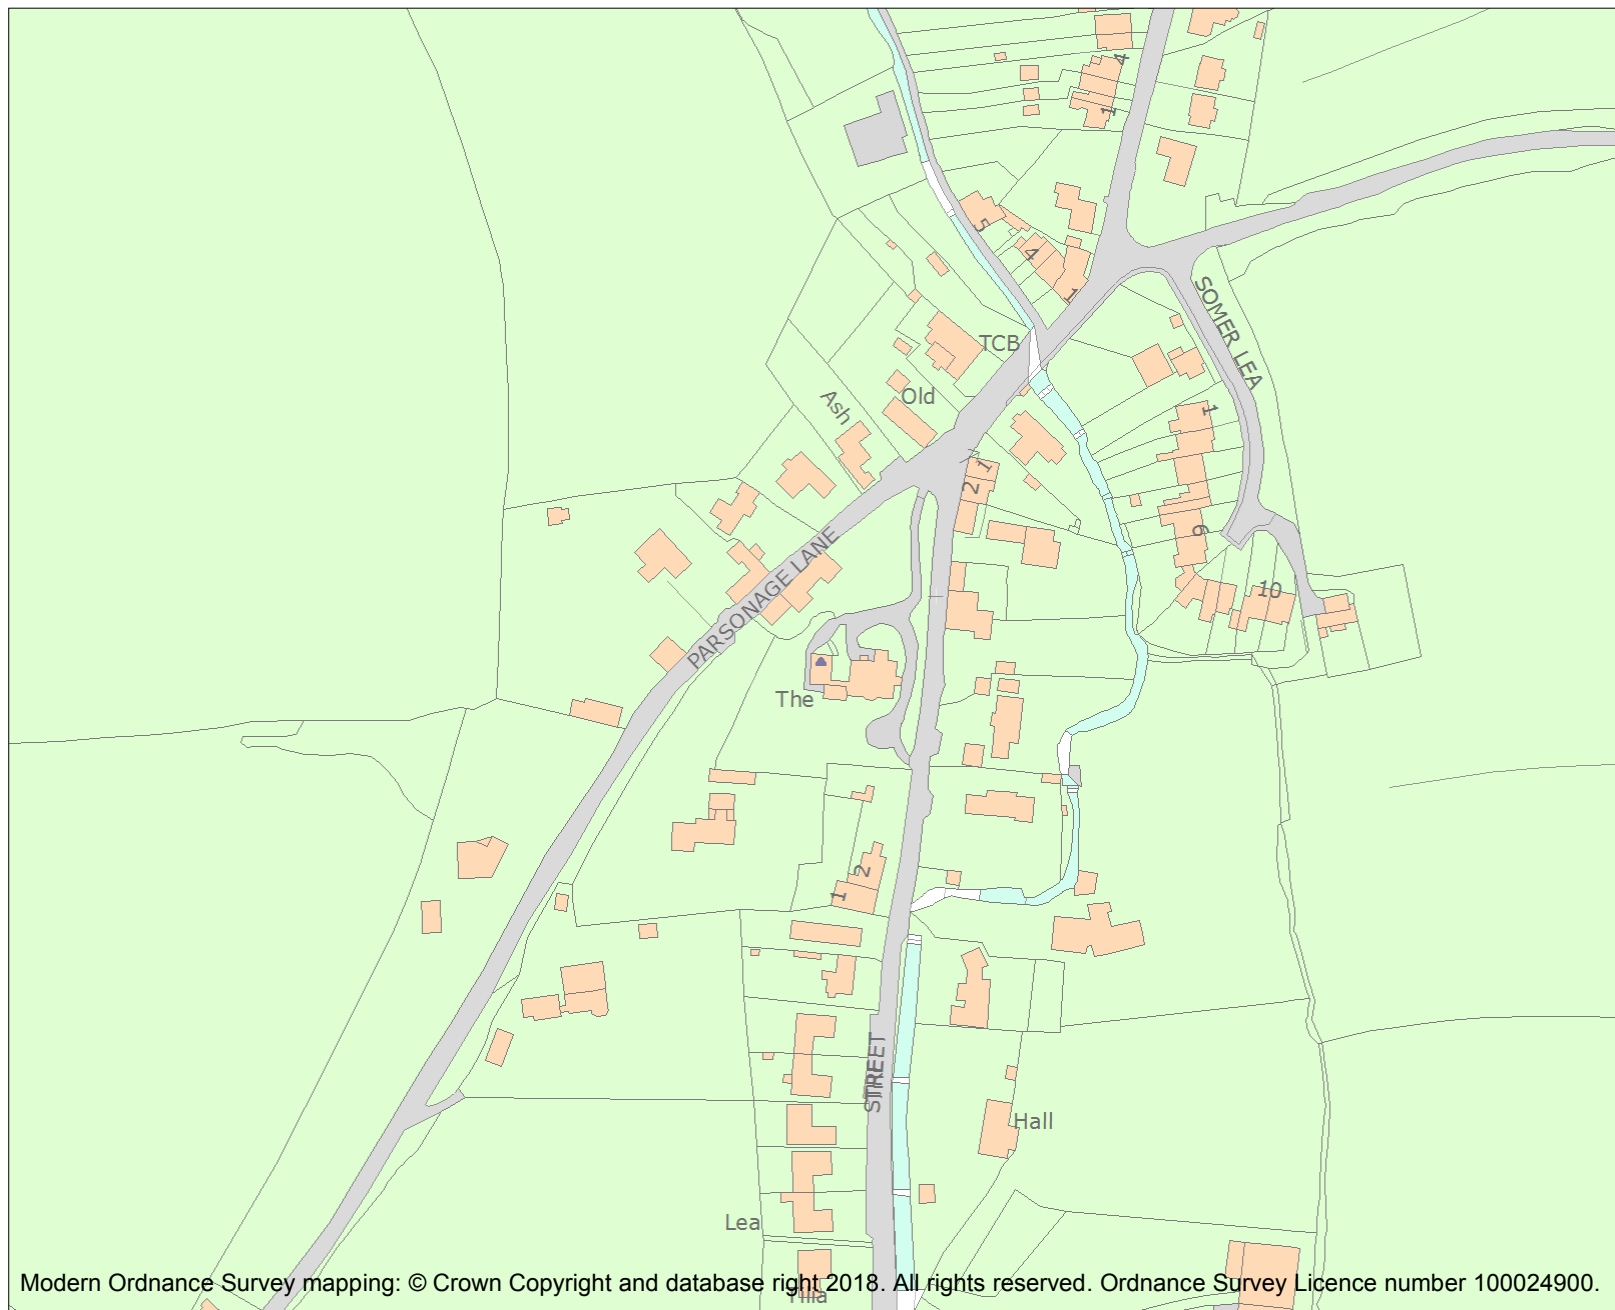 4
1
5
4
1
SOMER LEA
TCB
Old
Ash
1
1
2
6
10
PARSONAGE LANE
The
2
1
STREET
Hall
Lea
Modern Ordnance Survey mapping: © Crown Copyright and database right 2018. All rights reserved. Ordnance Survey Licence number 100024900.